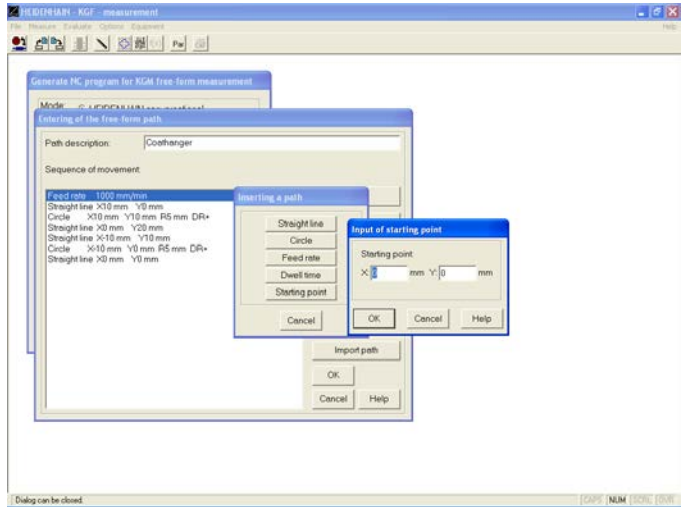 HEIDENHAIN - KGF - measurement
File Measure Evaluate Options Equipment Help
Par
Generate NC program for KGM free-form measurement
Mode:
Entering of the free-form path
Path description: Coathanger
Sequence of movement:
Feed rate 1000 mm/min
Straight line X10 mm Y0 mm
Circle X10 mm Y10 mm R5 mm DR+
Straight line X0 mm Y20 mm
Straight line X-10 mm Y10 mm
Circle X-10 mm Y0 mm R5 mm DR+
Straight line X0 mm Y0 mm
Import path
OK
Cancel Help
Inserting a path
Straight line
Circle
Feed rate
Dwell time
Starting point
Cancel
Input of starting point
Starting point:
X: 0 mm Y: 0 mm
OK Cancel Help
Dialog can be closed. CAPS NUM SCRL OVR